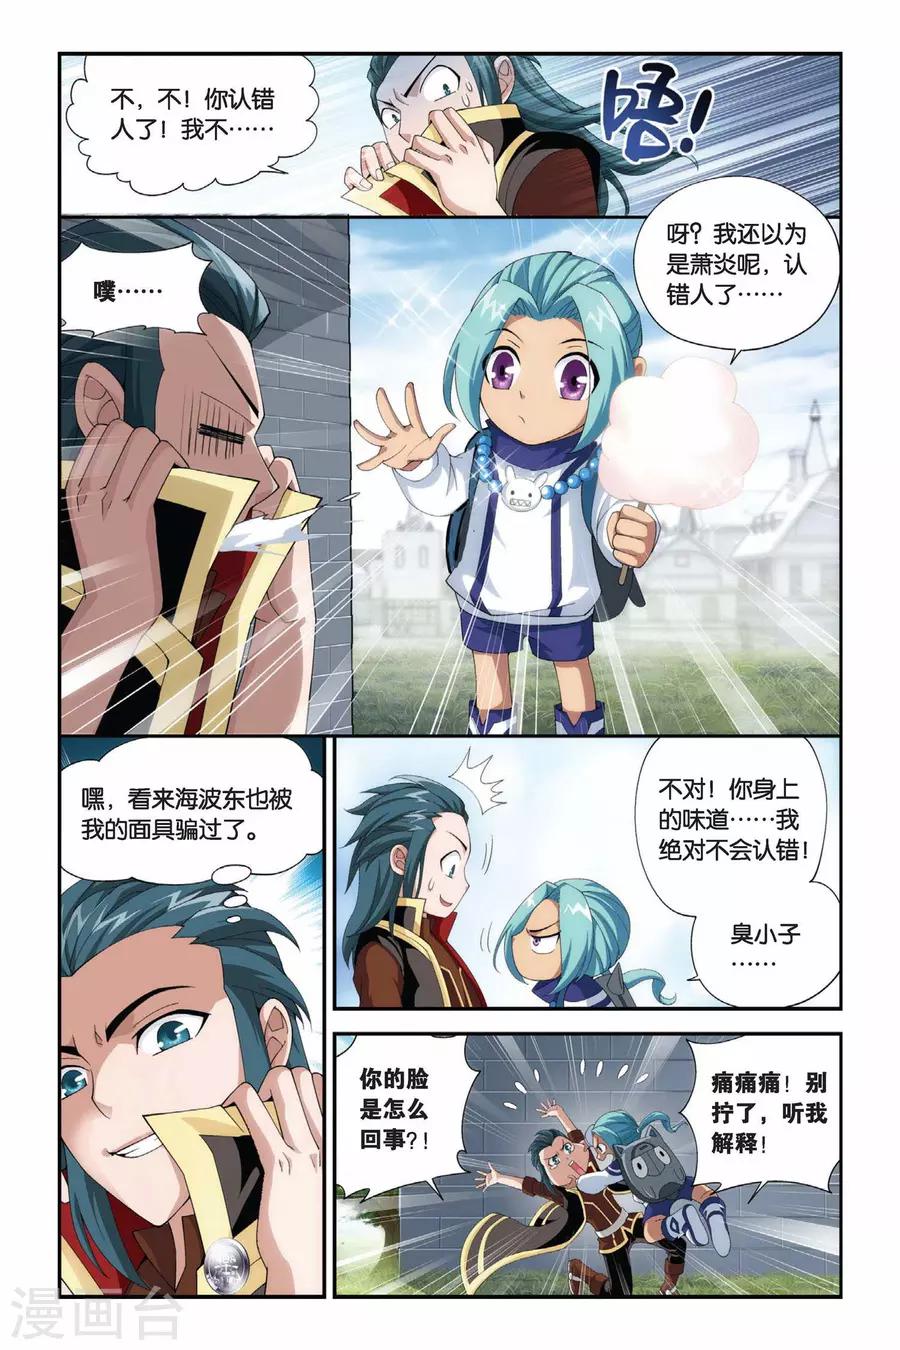 不，不！你认错
人了！我不……
唔！
噗……
呀？我还以为
是萧炎呢，认
错人了……
嘿，看来海波东也被
我的面具骗过了。
不对！你身上
的味道……我
绝对不会认错！
臭小子
……
你的脸
是怎么
回事？！
痛痛痛！别
拧了，听我
解释！
漫画台